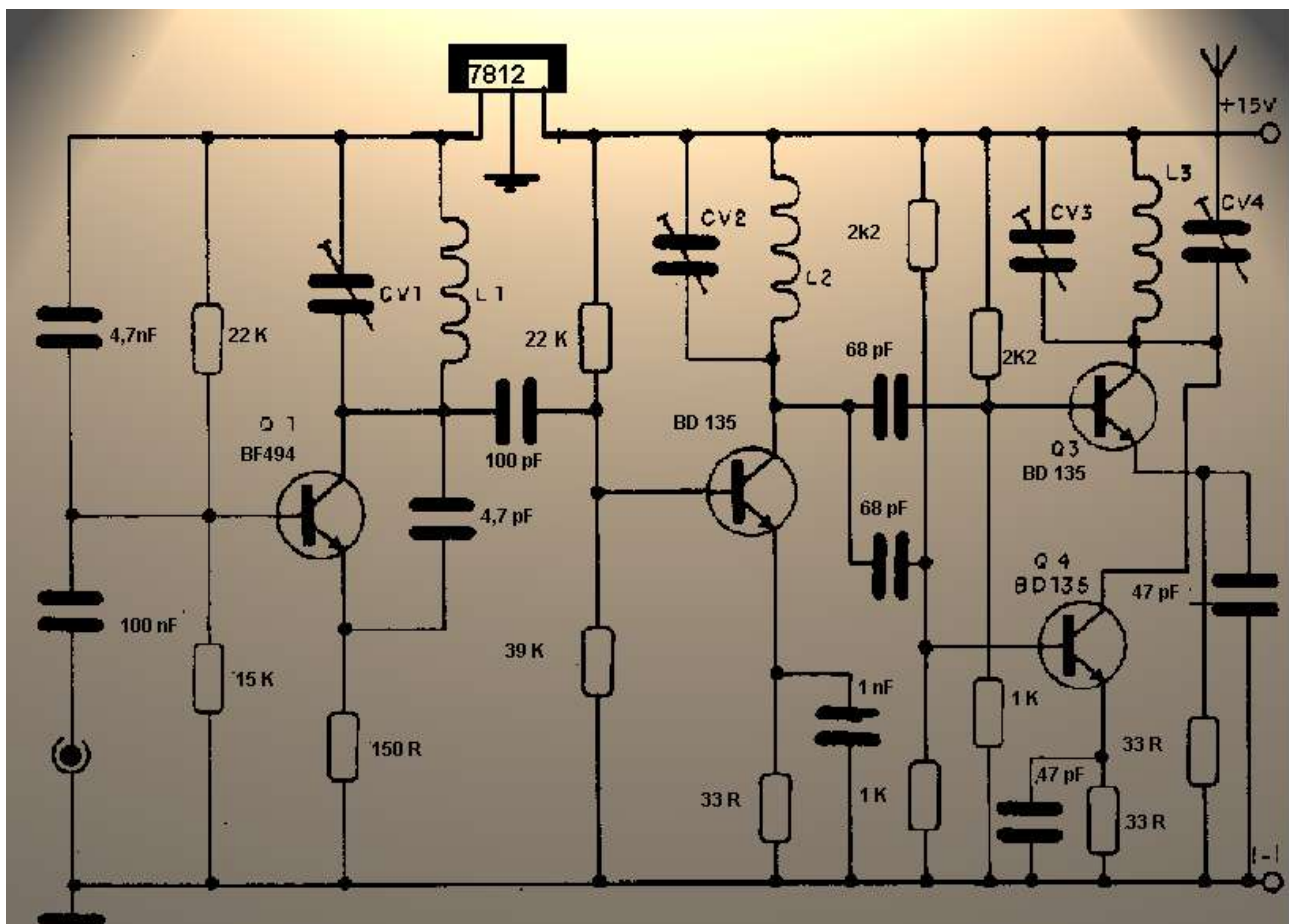 7812
+15V
L3
CV2
CV3
CV4
2k2
L2
CV1
L1
4,7nF
22 K
22 K
68 pF
2K2
Q 1
BF494
BD 135
Q3
BD 135
100 pF
4,7 pF
68 pF
Q 4
BD135
47 pF
100 nF
39 K
15 K
1 nF
1 K
150 R
33 R
47 pF
33 R
1 K
33 R
(-)